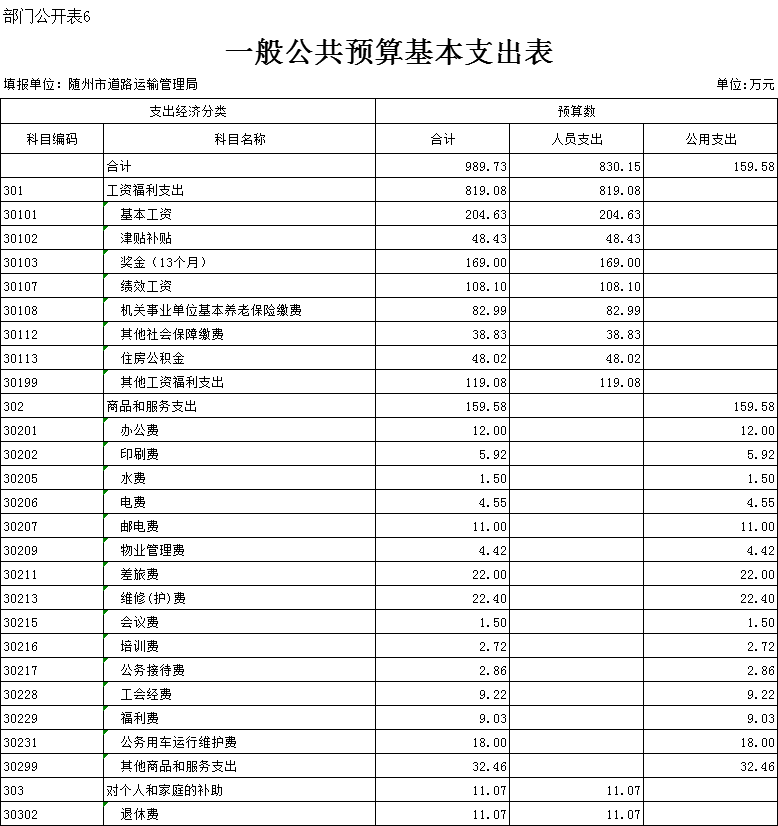 部门公开表6
一般公共预算基本支出表
填报单位：随州市道路运输管理局 单位:万元
支出经济分类 预算数
科目编码 科目名称 合计 人员支出 公用支出
合计 989.73 830.15 159.58
301 工资福利支出 819.08 819.08
30101 基本工资 204.63 204.63
30102 津贴补贴 48.43 48.43
30103 奖金（13个月） 169.00 169.00
30107 绩效工资 108.10 108.10
30108 机关事业单位基本养老保险缴费 82.99 82.99
30112 其他社会保障缴费 38.83 38.83
30113 住房公积金 48.02 48.02
30199 其他工资福利支出 119.08 119.08
302 商品和服务支出 159.58 159.58
30201 办公费 12.00 12.00
30202 印刷费 5.92 5.92
30205 水费 1.50 1.50
30206 电费 4.55 4.55
30207 邮电费 11.00 11.00
30209 物业管理费 4.42 4.42
30211 差旅费 22.00 22.00
30213 维修(护)费 22.40 22.40
30215 会议费 1.50 1.50
30216 培训费 2.72 2.72
30217 公务接待费 2.86 2.86
30228 工会经费 9.22 9.22
30229 福利费 9.03 9.03
30231 公务用车运行维护费 18.00 18.00
30299 其他商品和服务支出 32.46 32.46
303 对个人和家庭的补助 11.07 11.07
30302 退休费 11.07 11.07